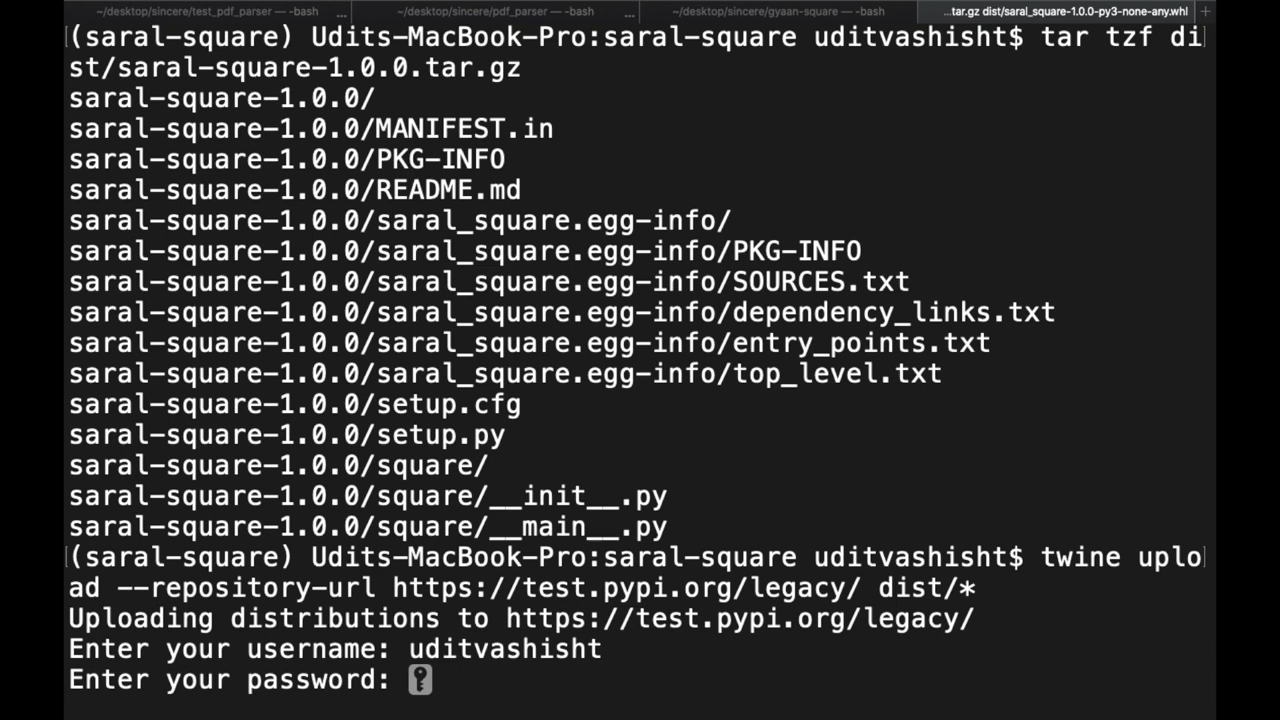 ~/desktop/sincere/test_pdf_parser — -bash ... ~/desktop/sincere/pdf_parser — -bash ... ~/desktop/sincere/gyaan-square — -bash ...tar.gz dist/saral_square-1.0.0-py3-none-any.whl +
(saral-square) Udits-MacBook-Pro:saral-square uditvashisht$ tar tzf di
st/saral-square-1.0.0.tar.gz
saral-square-1.0.0/
saral-square-1.0.0/MANIFEST.in
saral-square-1.0.0/PKG-INFO
saral-square-1.0.0/README.md
saral-square-1.0.0/saral_square.egg-info/
saral-square-1.0.0/saral_square.egg-info/PKG-INFO
saral-square-1.0.0/saral_square.egg-info/SOURCES.txt
saral-square-1.0.0/saral_square.egg-info/dependency_links.txt
saral-square-1.0.0/saral_square.egg-info/entry_points.txt
saral-square-1.0.0/saral_square.egg-info/top_level.txt
saral-square-1.0.0/setup.cfg
saral-square-1.0.0/setup.py
saral-square-1.0.0/square/
saral-square-1.0.0/square/__init__.py
saral-square-1.0.0/square/__main__.py
(saral-square) Udits-MacBook-Pro:saral-square uditvashisht$ twine uplo
ad --repository-url https://test.pypi.org/legacy/ dist/*
Uploading distributions to https://test.pypi.org/legacy/
Enter your username: uditvashisht
Enter your password: